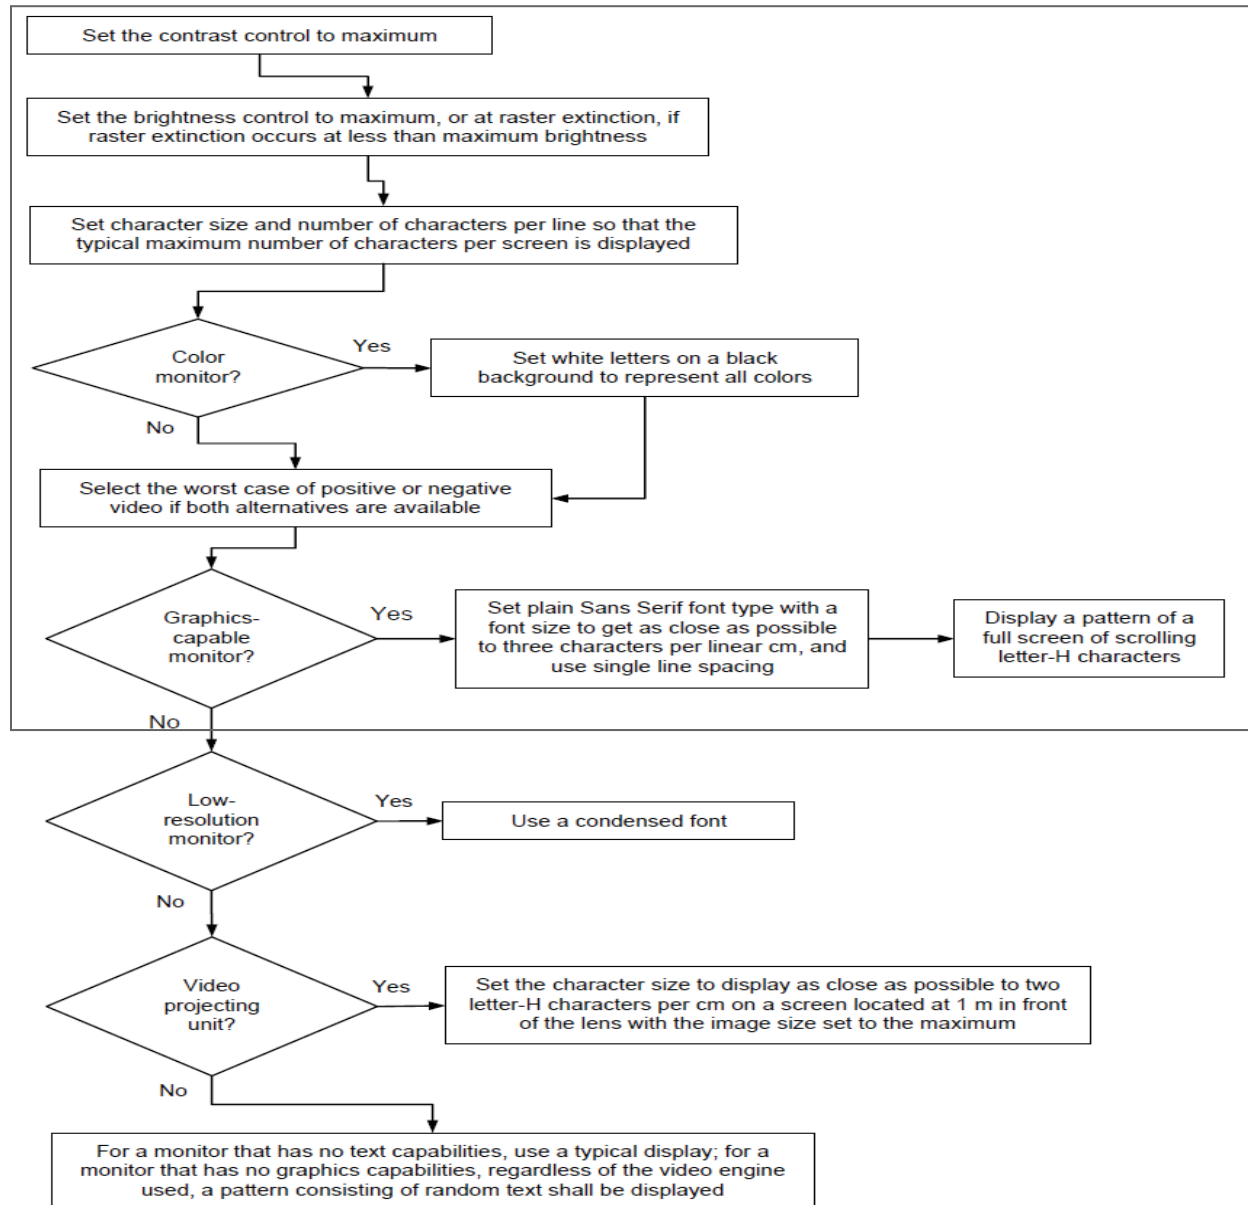 Set the contrast control to maximum
Set the brightness control to maximum, or at raster extinction, if
raster extinction occurs at less than maximum brightness
Set character size and number of characters per line so that the
typical maximum number of characters per screen is displayed
Color
monitor?
Yes
Set white letters on a black
background to represent all colors
No
Select the worst case of positive or negative
video if both alternatives are available
Graphics-
capable
monitor?
Yes
Set plain Sans Serif font type with a
font size to get as close as possible
to three characters per linear cm, and
use single line spacing
Display a pattern of a
full screen of scrolling
letter-H characters
No
Low-
resolution
monitor?
Yes
Use a condensed font
No
Video
projecting
unit?
Yes
Set the character size to display as close as possible to two
letter-H characters per cm on a screen located at 1 m in front
of the lens with the image size set to the maximum
No
For a monitor that has no text capabilities, use a typical display; for a
monitor that has no graphics capabilities, regardless of the video engine
used, a pattern consisting of random text shall be displayed